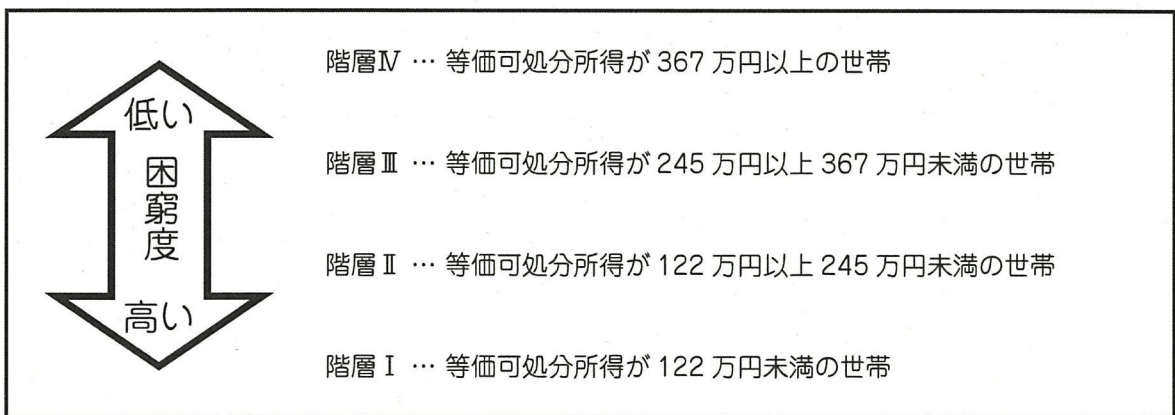 階層Ⅳ … 等価可処分所得が 367 万円以上の世帯
階層Ⅲ … 等価可処分所得が 245 万円以上 367 万円未満の世帯
階層Ⅱ … 等価可処分所得が 122 万円以上 245 万円未満の世帯
階層Ⅰ … 等価可処分所得が 122 万円未満の世帯
低い
困窮度
高い